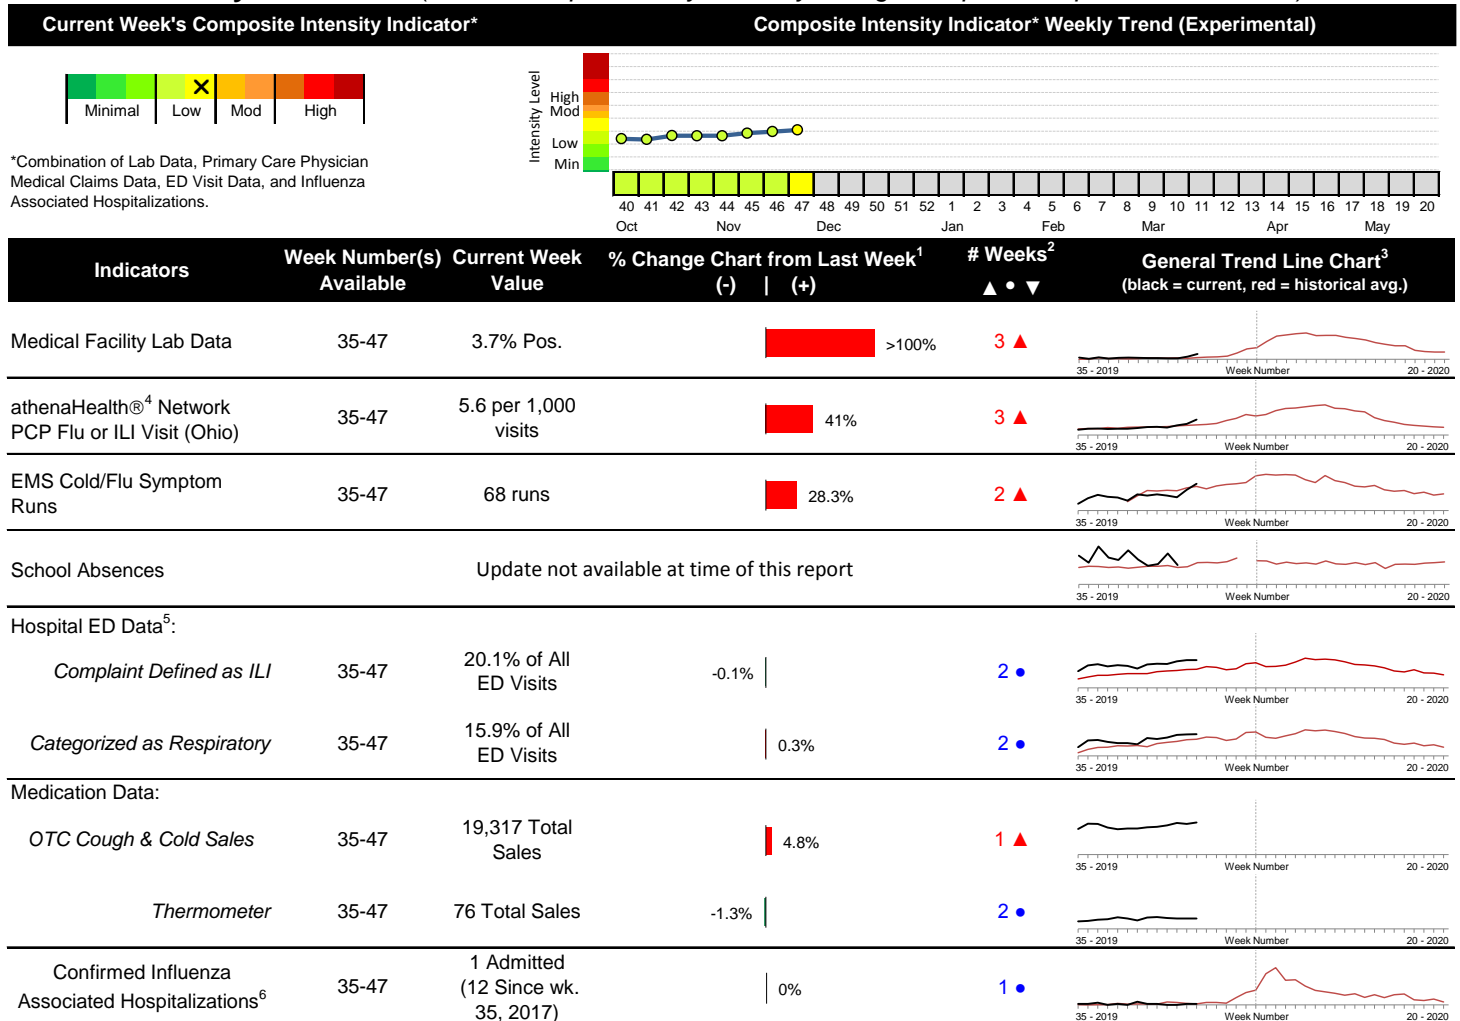 Current Week's Composite Intensity Indicator*
Composite Intensity Indicator* Weekly Trend (Experimental)
Minimal Low Mod High
Intensity Level
High
Mod
Low
Min
*Combination of Lab Data, Primary Care Physician
Medical Claims Data, ED Visit Data, and Influenza
Associated Hospitalizations.
40 41 42 43 44 45 46 47 48 49 50 51 52 1 2 3 4 5 6 7 8 9 10 11 12 13 14 15 16 17 18 19 20
Oct Nov Dec Jan Feb Mar Apr May
Indicators
Week Number(s)
Available
Current Week
Value
% Change Chart from Last Week1
(-) | (+)
# Weeks2
▲ • ▼
General Trend Line Chart3
(black = current, red = historical avg.)
Medical Facility Lab Data 35-47 3.7% Pos. >100% 3 ▲
35 - 2019 Week Number 20 - 2020
athenaHealth®4 Network
PCP Flu or ILI Visit (Ohio)
35-47
5.6 per 1,000
visits
41% 3 ▲
35 - 2019 Week Number 20 - 2020
EMS Cold/Flu Symptom
Runs
35-47 68 runs 28.3% 2 ▲
35 - 2019 Week Number 20 - 2020
School Absences Update not available at time of this report
35 - 2019 Week Number 20 - 2020
Hospital ED Data5:
Complaint Defined as ILI 35-47
20.1% of All
ED Visits
-0.1% 2 •
35 - 2019 Week Number 20 - 2020
Categorized as Respiratory 35-47
15.9% of All
ED Visits
0.3% 2 •
35 - 2019 Week Number 20 - 2020
Medication Data:
OTC Cough & Cold Sales 35-47
19,317 Total
Sales
4.8% 1 ▲
35 - 2019 Week Number 20 - 2020
Thermometer 35-47 76 Total Sales -1.3% 2 •
35 - 2019 Week Number 20 - 2020
Confirmed Influenza
Associated Hospitalizations6
35-47
1 Admitted
(12 Since wk.
35, 2017)
0% 1 •
35 - 2019 Week Number 20 - 2020